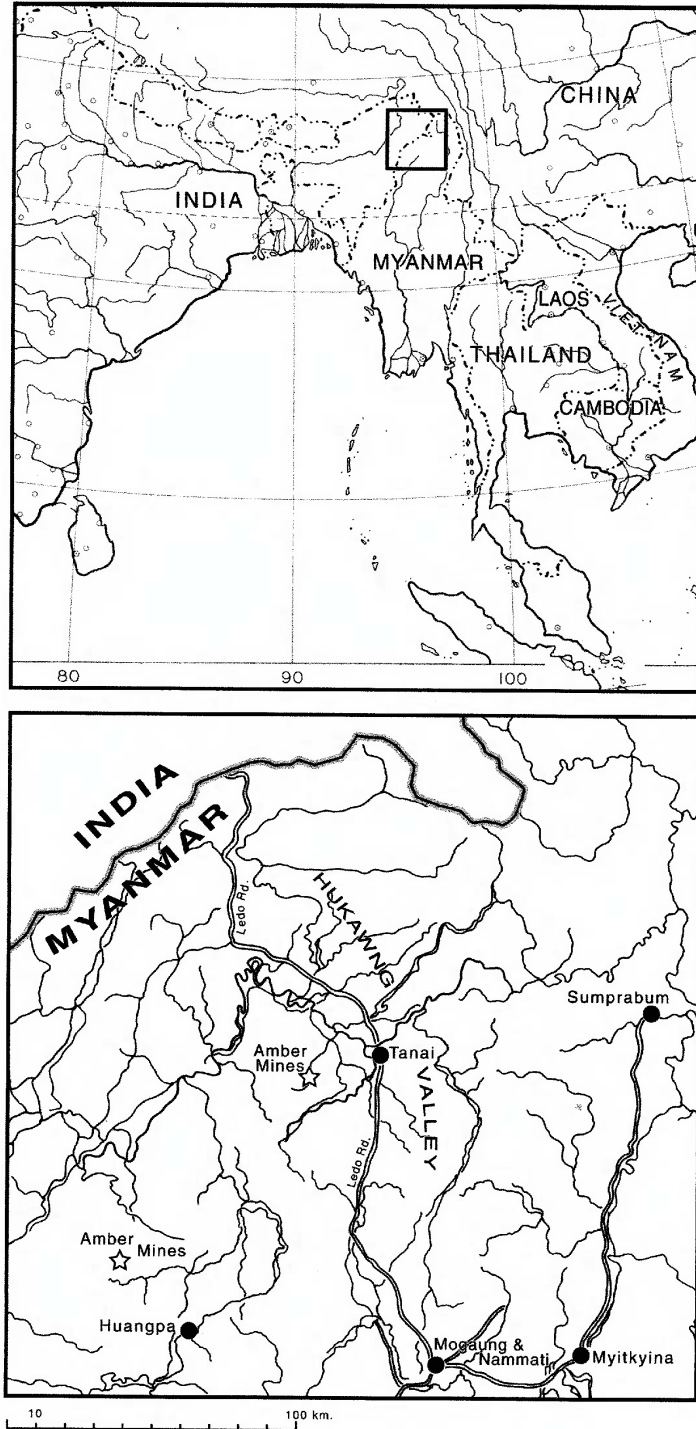 CHINA
INDIA
MYANMAR
LAOS
VIETNAM
THAILAND
CAMBODIA
80 90 100
INDIA
MYANMAR
Ledo Rd.
HUKAWNG
Sumprabum
Amber
Mines
Tanai
VALLEY
Ledo Rd.
Amber
Mines
Huangpa
Mogaung &
Nammati
Myitkyina
10 100 km.